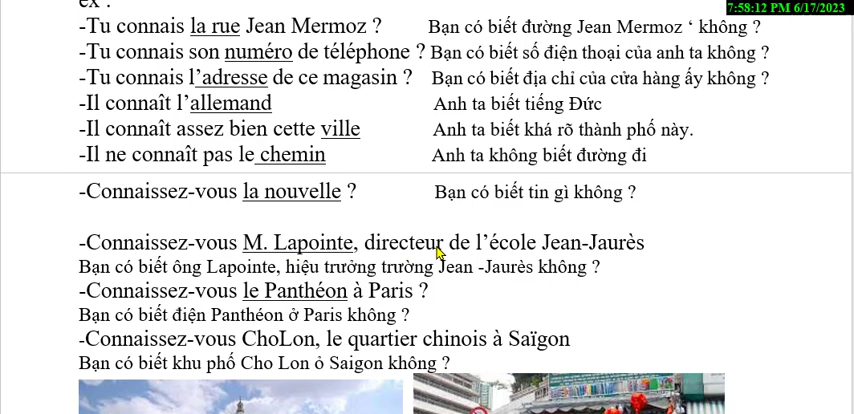 7:58:12 PM 6/17/2023
ex :
-Tu connais la rue Jean Mermoz ? Bạn có biết đường Jean Mermoz ‘ không ?
-Tu connais son numéro de téléphone ? Bạn có biết số điện thoại của anh ta không ?
-Tu connais l’adresse de ce magasin ? Bạn có biết địa chỉ của cửa hàng ấy không ?
-Il connaît l’allemand Anh ta biết tiếng Đức
-Il connaît assez bien cette ville Anh ta biết khá rõ thành phố này.
-Il ne connaît pas le chemin Anh ta không biết đường đi
-Connaissez-vous la nouvelle ? Bạn có biết tin gì không ?
-Connaissez-vous M. Lapointe, directeur de l’école Jean-Jaurès
Bạn có biết ông Lapointe, hiệu trưởng trường Jean -Jaurès không ?
-Connaissez-vous le Panthéon à Paris ?
Bạn có biết điện Panthéon ở Paris không ?
-Connaissez-vous ChoLon, le quartier chinois à Saïgon
Bạn có biết khu phố Cho Lon ỏ Saigon không ?